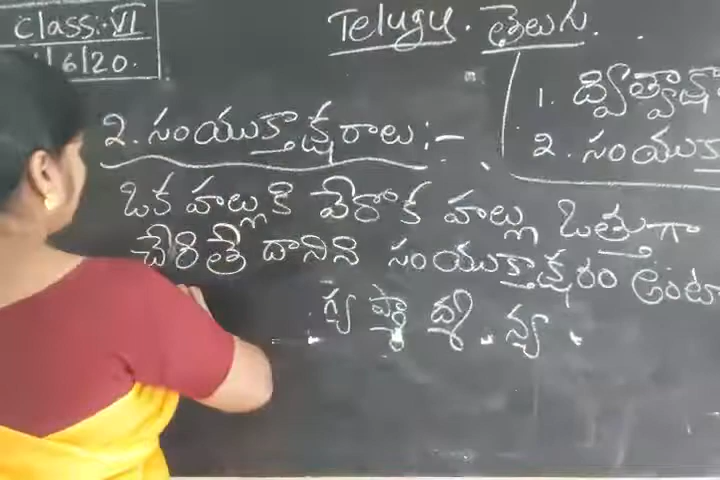 Class:- VI
/6/20.
Telugu. తెలుగు.
1. ద్విత్వాక్ష
2. సంయుక
2. సంయుక్తాక్షరాలు :-
ఒక హల్లుకి వేరొక హల్లు ఒత్తుగా
చేరితే దానిని సంయుక్తాక్షరం అంటా
గ్య ష్ణా ద్మ న్య